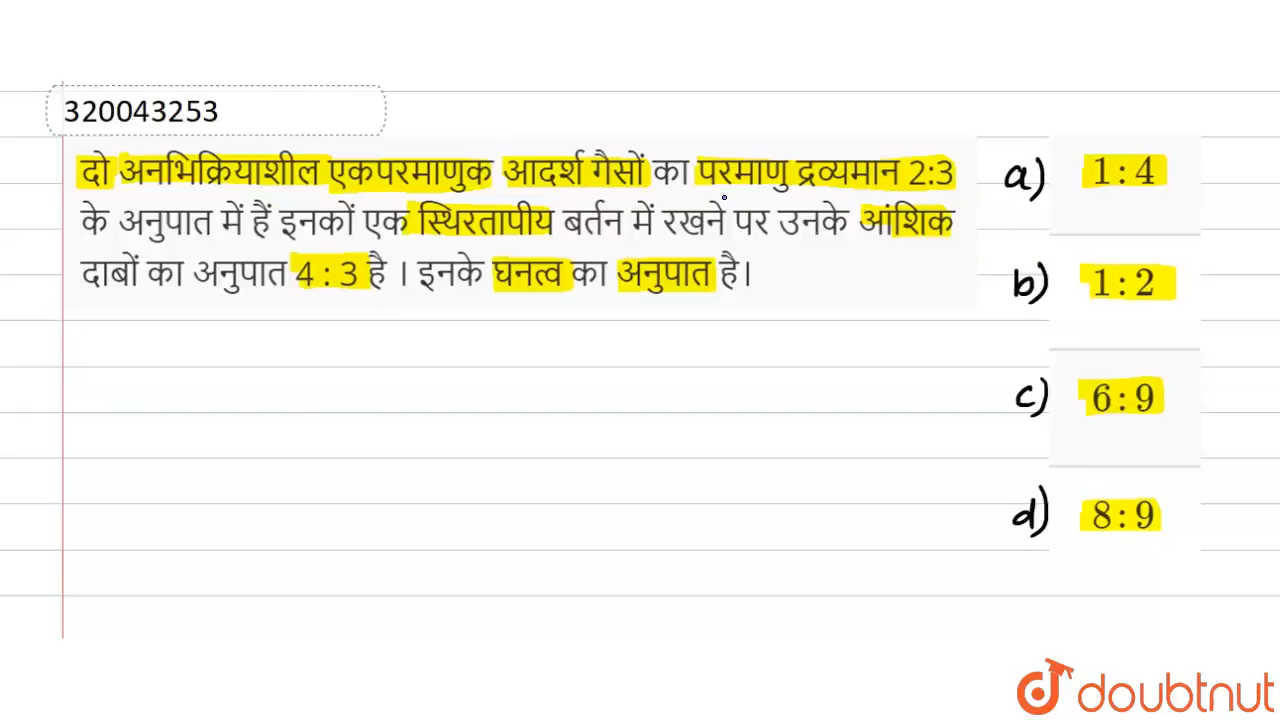 320043253
दो अनभिक्रियाशील एकपरमाणुक आदर्श गैसों का परमाणु द्रव्यमान 2:3
के अनुपात में हैं इनकों एक स्थिरतापीय बर्तन में रखने पर उनके आंशिक
दाबों का अनुपात 4 : 3 है । इनके घनत्व का अनुपात है।
a) 1 : 4
b) 1 : 2
c) 6 : 9
d) 8 : 9
doubtnut